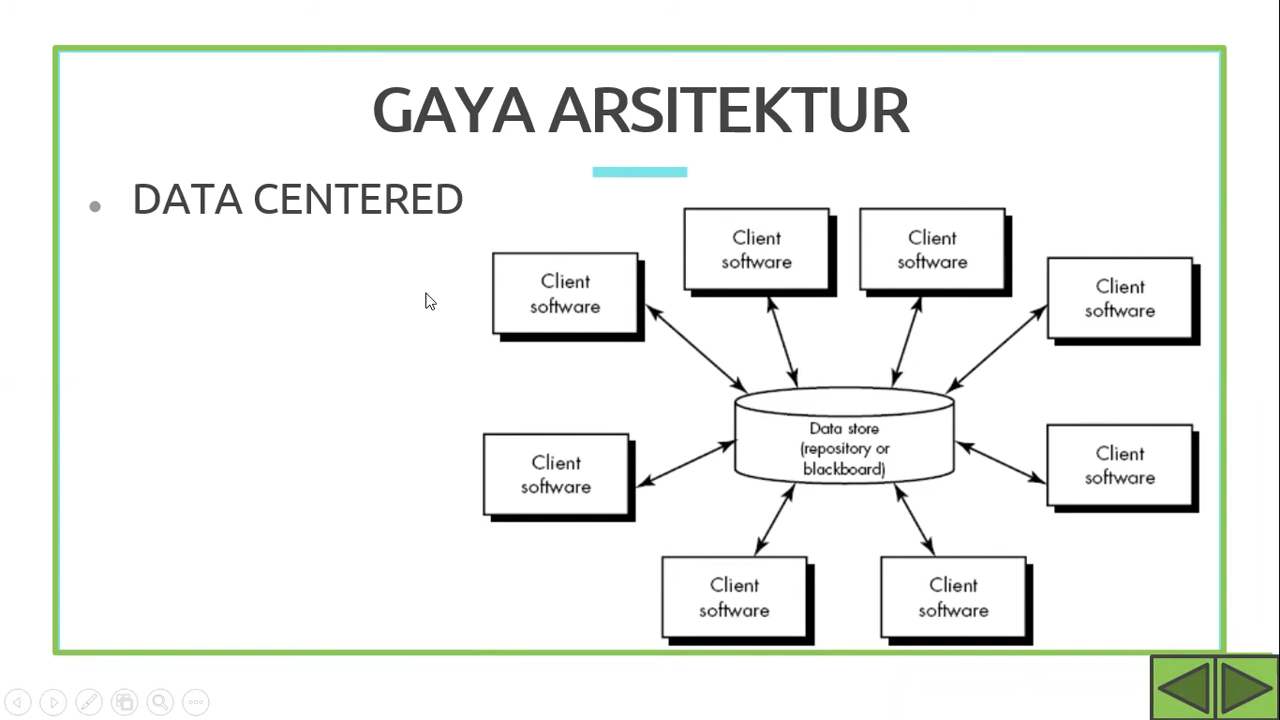 GAYA ARSITEKTUR
DATA CENTERED
Client
software
Client
software
Client
software
Client
software
Data store
(repository or
blackboard)
Client
software
Client
software
Client
software
Client
software